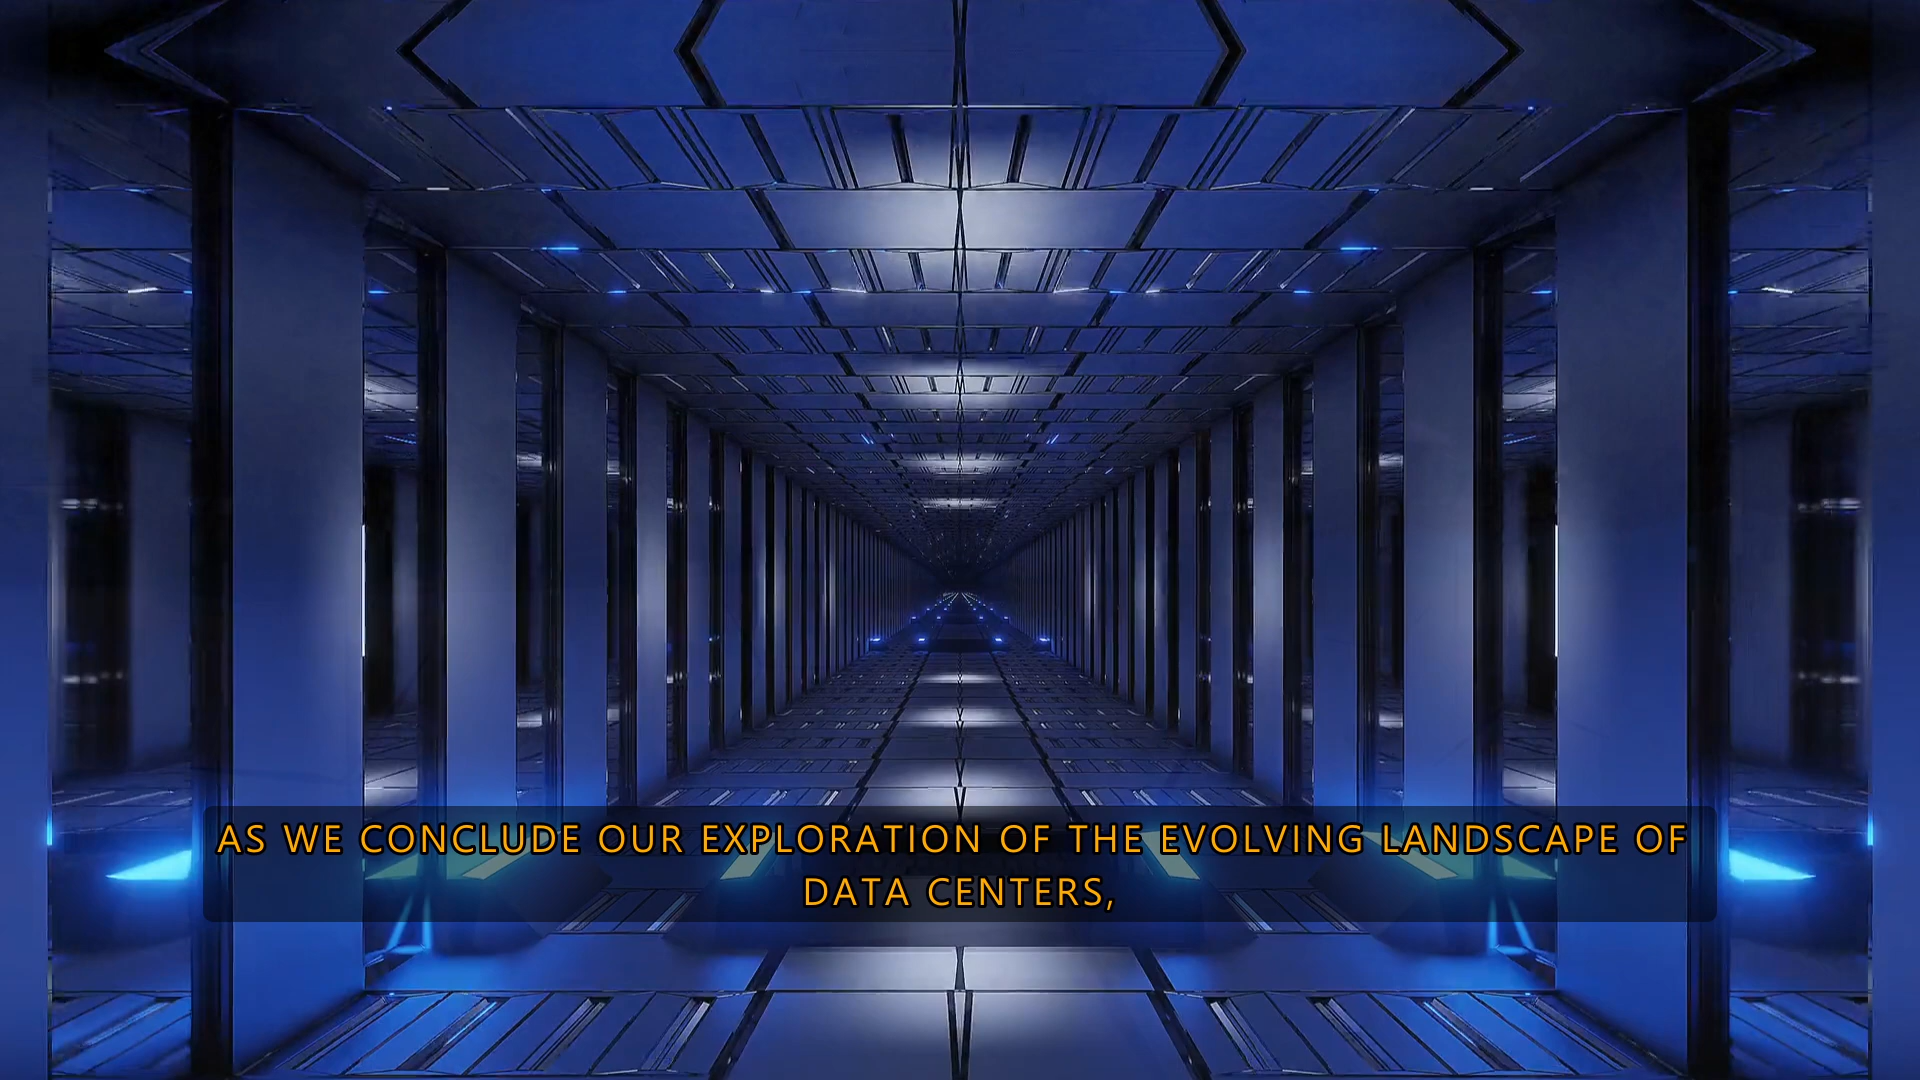 AS WE CONCLUDE OUR EXPLORATION OF THE EVOLVING LANDSCAPE OF
DATA CENTERS,